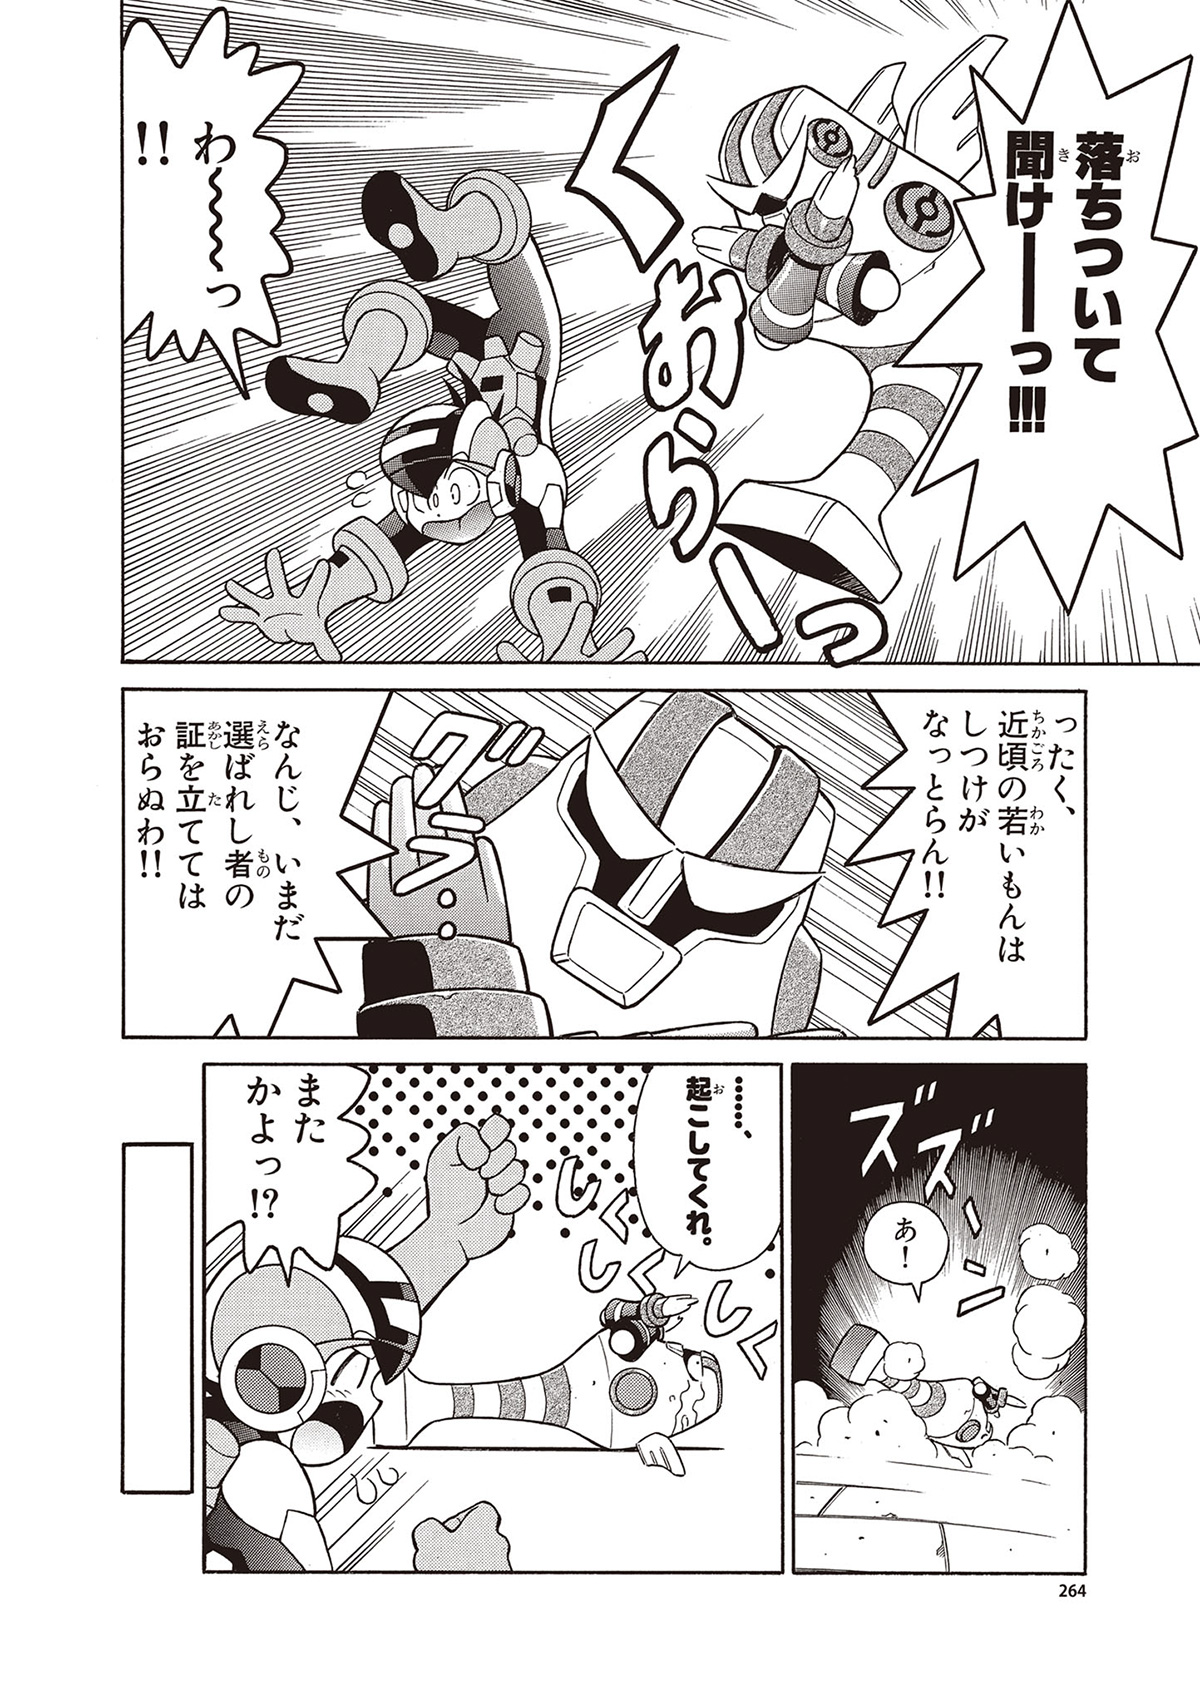 落ちついて
聞けーーっ!!!
くぉらーっ
わ〜〜〜っ
!!
ったく、
近頃の若いもんは
しつけが
なっとらん!!
グラ‥
なんじ、いまだ
選ばれし者の
証を立てては
おらぬわ!!
ズズーン
あ!
……、
起こしてくれ。
しくしく
しくしく
また
かよっ!?
264